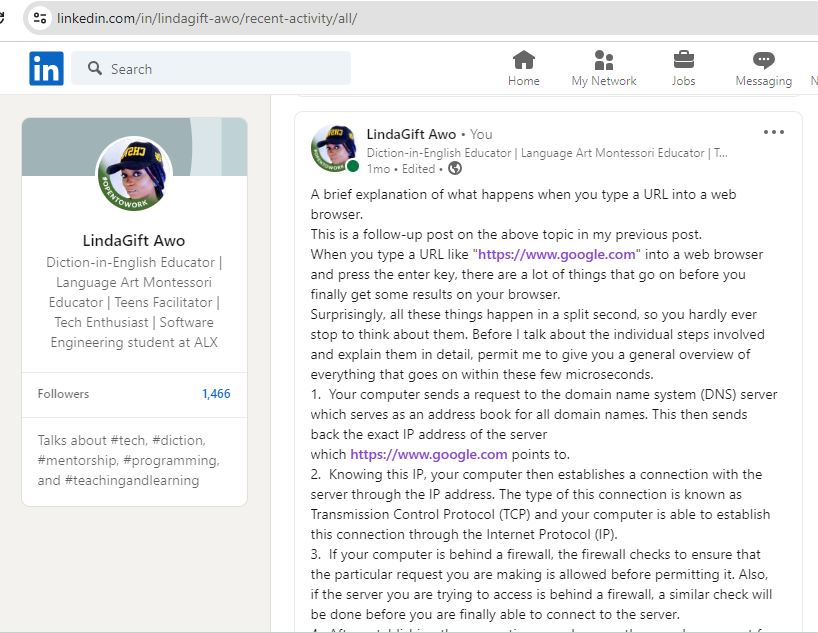 linkedin.com/in/lindagift-awo/recent-activity/all/
in
Search
Home
My Network
Jobs
Messaging
N
CH$N
#OPENTOWORK
LindaGift Awo
Diction-in-English Educator |
Language Art Montessori
Educator | Teens Facilitator |
Tech Enthusiast | Software
Engineering student at ALX
Followers 1,466
Talks about #tech, #diction,
#mentorship, #programming,
and #teachingandlearning
LindaGift Awo • You
Diction-in-English Educator | Language Art Montessori Educator | T...
1mo • Edited •
A brief explanation of what happens when you type a URL into a web
browser.
This is a follow-up post on the above topic in my previous post.
When you type a URL like "https://www.google.com" into a web browser
and press the enter key, there are a lot of things that go on before you
finally get some results on your browser.
Surprisingly, all these things happen in a split second, so you hardly ever
stop to think about them. Before I talk about the individual steps involved
and explain them in detail, permit me to give you a general overview of
everything that goes on within these few microseconds.
1. Your computer sends a request to the domain name system (DNS) server
which serves as an address book for all domain names. This then sends
back the exact IP address of the server
which https://www.google.com points to.
2. Knowing this IP, your computer then establishes a connection with the
server through the IP address. The type of this connection is known as
Transmission Control Protocol (TCP) and your computer is able to establish
this connection through the Internet Protocol (IP).
3. If your computer is behind a firewall, the firewall checks to ensure that
the particular request you are making is allowed before permitting it. Also,
if the server you are trying to access is behind a firewall, a similar check will
be done before you are finally able to connect to the server.